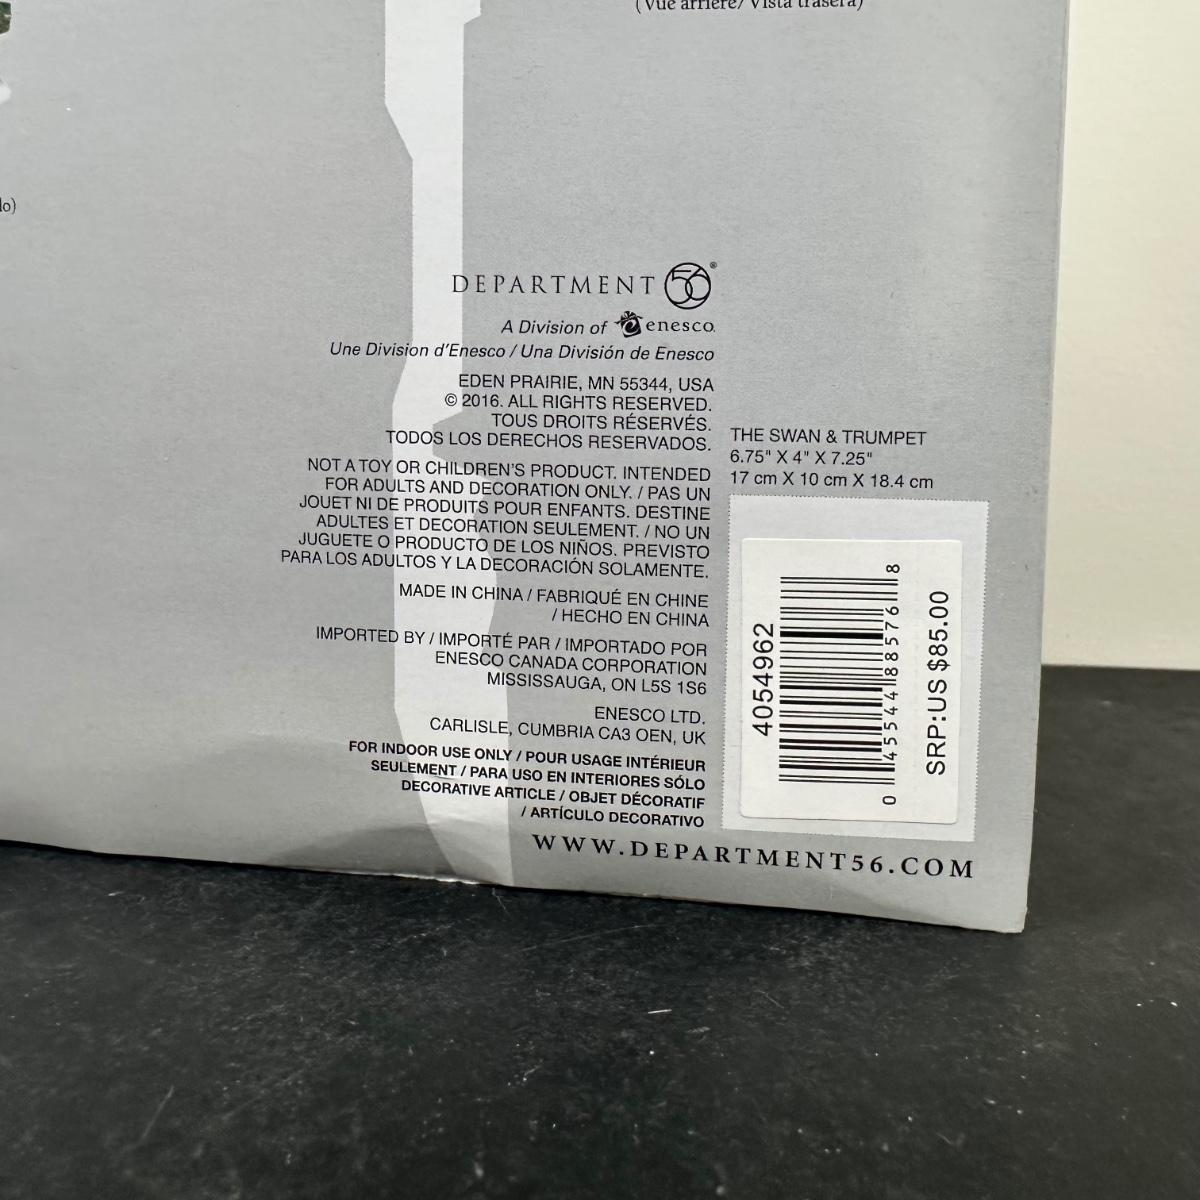 (Vue arrière/ Vista trasera)
lo)
DEPARTMENT 56®
A Division of enesco.
Une Division d'Enesco / Una División de Enesco
EDEN PRAIRIE, MN 55344, USA
© 2016. ALL RIGHTS RESERVED.
TOUS DROITS RÉSERVÉS.
TODOS LOS DERECHOS RESERVADOS.
NOT A TOY OR CHILDREN'S PRODUCT. INTENDED
FOR ADULTS AND DECORATION ONLY. / PAS UN
JOUET NI DE PRODUITS POUR ENFANTS. DESTINE
ADULTES ET DECORATION SEULEMENT. / NO UN
JUGUETE O PRODUCTO DE LOS NIÑOS. PREVISTO
PARA LOS ADULTOS Y LA DECORACIÓN SOLAMENTE.
MADE IN CHINA / FABRIQUÉ EN CHINE
/ HECHO EN CHINA
IMPORTED BY / IMPORTÉ PAR / IMPORTADO POR
ENESCO CANADA CORPORATION
MISSISSAUGA, ON L5S 1S6
ENESCO LTD.
CARLISLE, CUMBRIA CA3 OEN, UK
FOR INDOOR USE ONLY / POUR USAGE INTÉRIEUR
SEULEMENT / PARA USO EN INTERIORES SÓLO
DECORATIVE ARTICLE / OBJET DÉCORATIF
/ ARTÍCULO DECORATIVO
THE SWAN & TRUMPET
6.75" X 4" X 7.25"
17 cm X 10 cm X 18.4 cm
4054962
0 45544 88576 8
SRP:US $85.00
WWW.DEPARTMENT56.COM